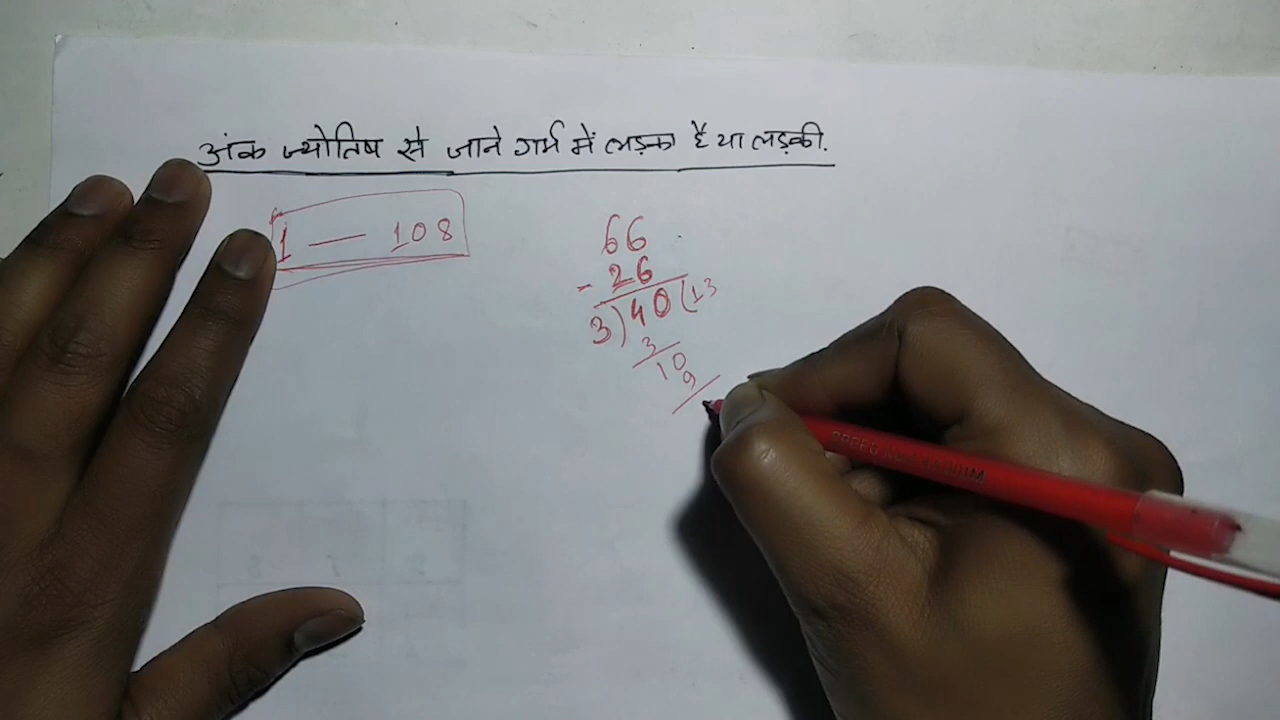 अंक ज्योतिष से जाने गर्भ में लड़का है या लड़की.
1 — 108
66
- 26
3) 40 (13
3
10
9